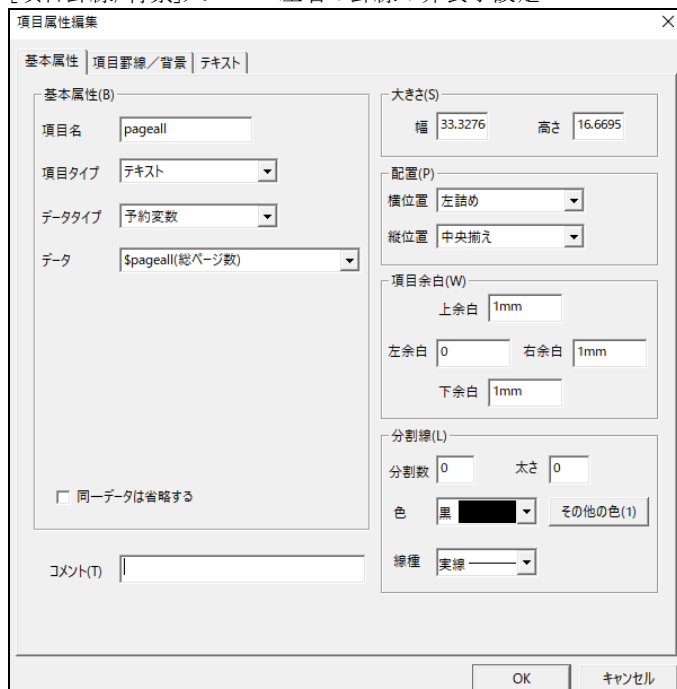 項目属性編集
基本属性 項目罫線／背景 テキスト
基本属性(B)
項目名 pageall
項目タイプ テキスト
データタイプ 予約変数
データ $pageall(総ページ数)
同一データは省略する
コメント(T)
大きさ(S)
幅 33.3276 高さ 16.6695
配置(P)
横位置 左詰め
縦位置 中央揃え
項目余白(W)
上余白 1mm
左余白 0 右余白 1mm
下余白 1mm
分割線(L)
分割数 0 太さ 0
色 黒 その他の色(1)
線種 実線
OK キャンセル